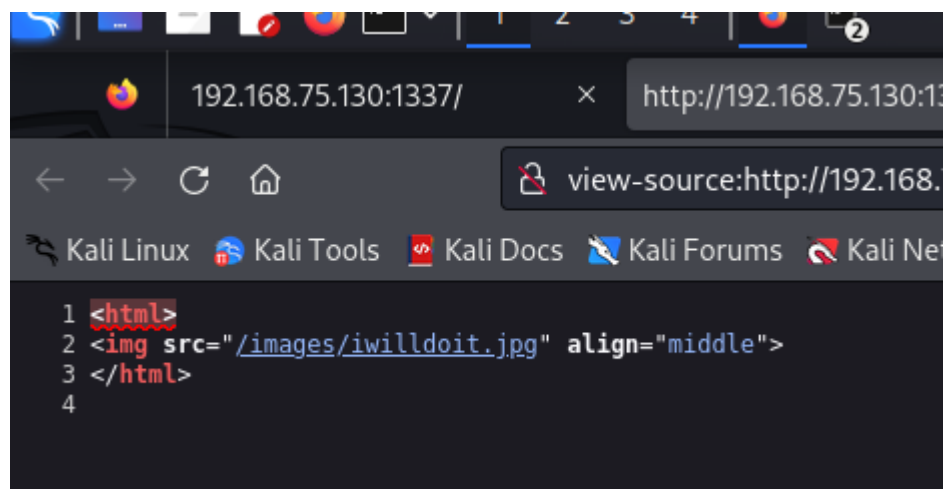 1 2 3 4 2
192.168.75.130:1337/ × http://192.168.75.130:13
view-source:http://192.168.
Kali Linux Kali Tools Kali Docs Kali Forums Kali Ne
1 <html>
2 <img src="/images/iwilldoit.jpg" align="middle">
3 </html>
4